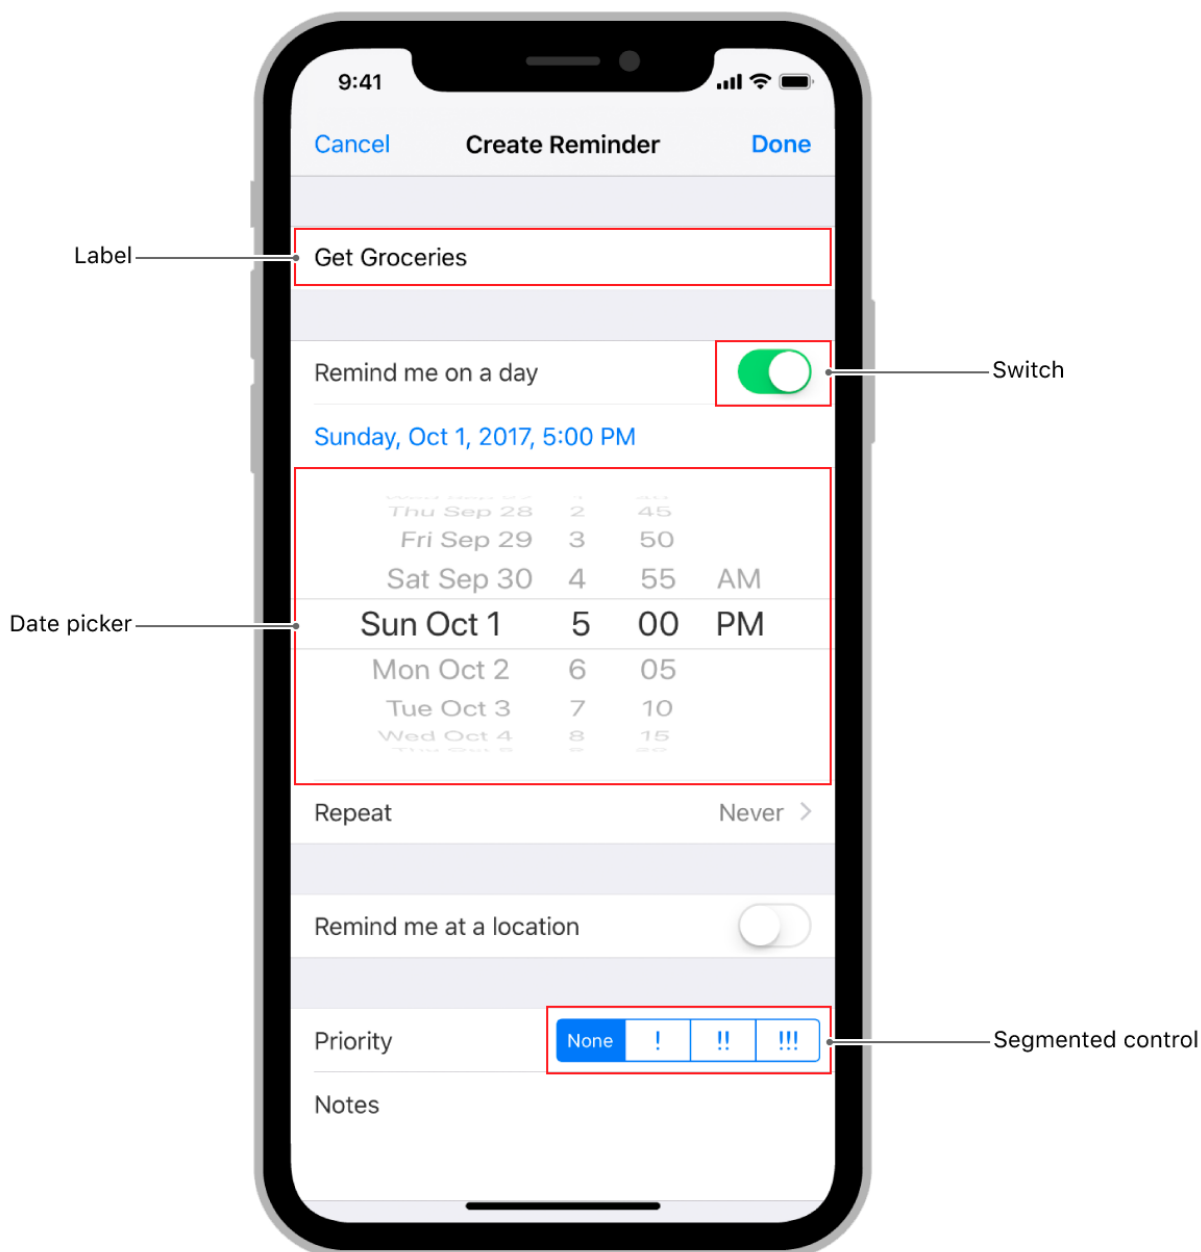 9:41
Cancel Create Reminder Done
Label
Get Groceries
Remind me on a day
Switch
Sunday, Oct 1, 2017, 5:00 PM
Thu Sep 28 2 45
Fri Sep 29 3 50
Sat Sep 30 4 55 AM
Date picker
Sun Oct 1 5 00 PM
Mon Oct 2 6 05
Tue Oct 3 7 10
Wed Oct 4 8 15
Repeat Never >
Remind me at a location
Priority None ! !! !!!
Segmented control
Notes